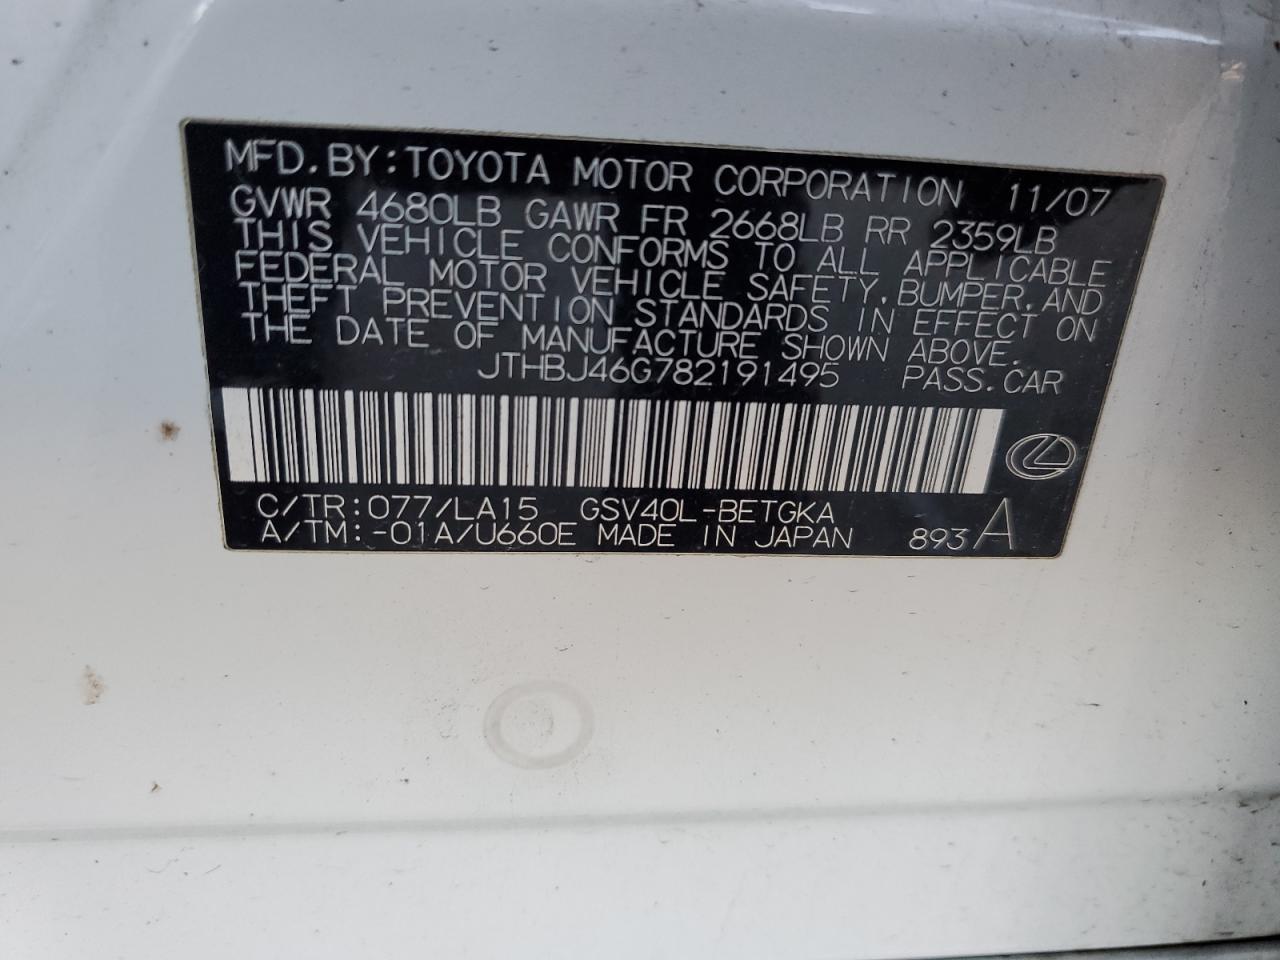 MFD.BY:TOYOTA MOTOR CORPORATION 11/07
GVWR 4680LB GAWR FR 2668LB RR 2359LB
THIS VEHICLE CONFORMS TO ALL APPLICABLE
FEDERAL MOTOR VEHICLE SAFETY,BUMPER,AND
THEFT PREVENTION STANDARDS IN EFFECT ON
THE DATE OF MANUFACTURE SHOWN ABOVE.
JTHBJ46G782191495 PASS.CAR
C/TR:077/LA15 GSV40L-BETGKA
A/TM:-01A/U660E MADE IN JAPAN 893 A